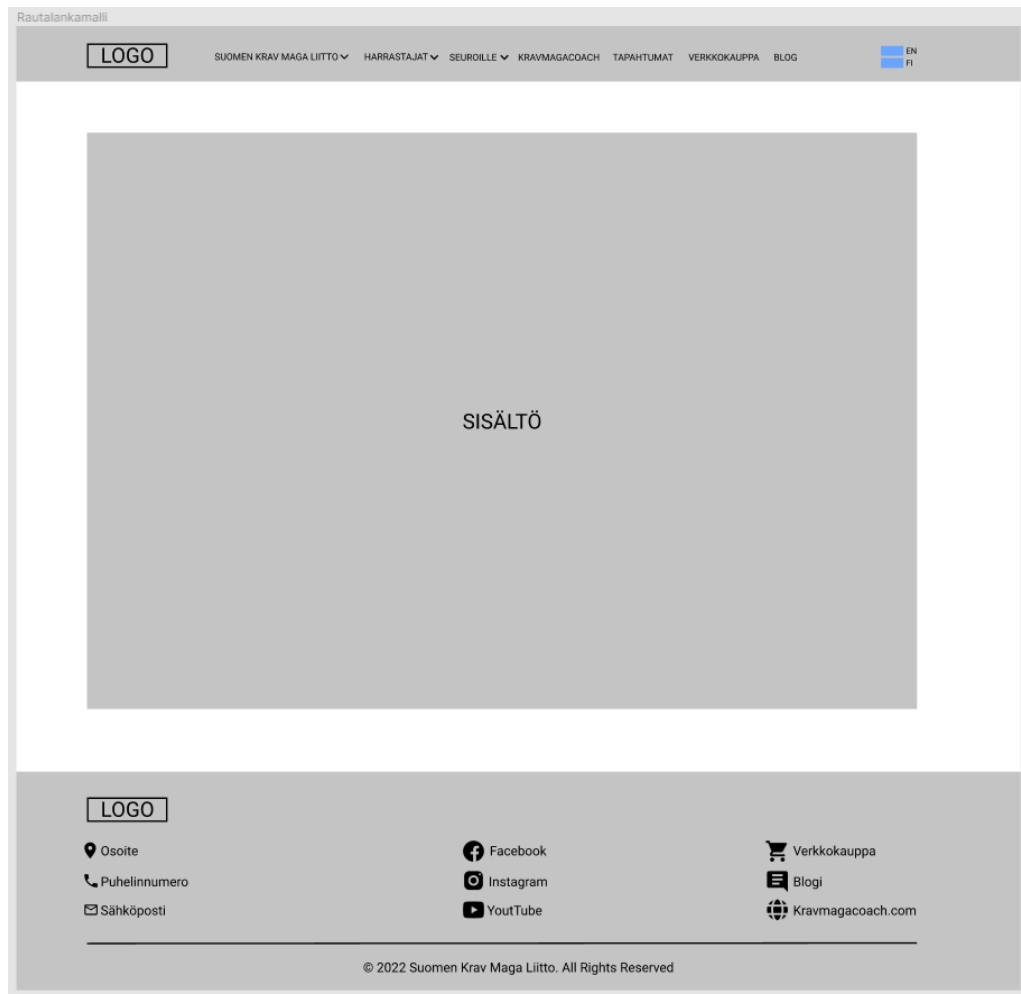 Rautalankamalli
LOGO SUOMEN KRAV MAGA LIITTO HARRASTAJAT SEUROILLE KRAVMAGACOACH TAPAHTUMAT VERKKOKAUPPA BLOG EN
FI
SISÄLTÖ
LOGO
Osoite Facebook Verkkokauppa
Puhelinnumero Instagram Blogi
Sähköposti YoutTube Kravmagacoach.com
© 2022 Suomen Krav Maga Liitto. All Rights Reserved